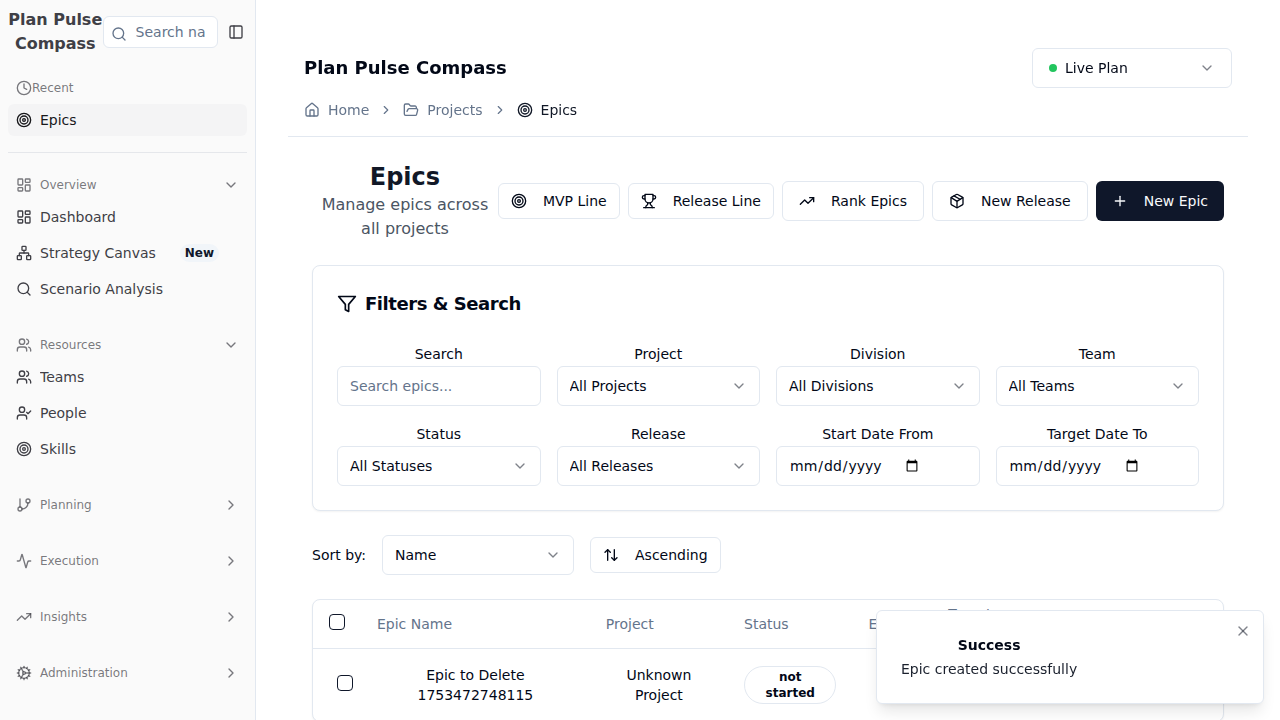 Plan Pulse
Compass
Search na
Recent
Epics
Overview
Dashboard
Strategy Canvas New
Scenario Analysis
Resources
Teams
People
Skills
Planning
Execution
Insights
Administration
Plan Pulse Compass
Live Plan
Home Projects Epics
Epics
Manage epics across
all projects
MVP Line
Release Line
Rank Epics
New Release
New Epic
Filters & Search
Search Project Division Team
Search epics... All Projects All Divisions All Teams
Status Release Start Date From Target Date To
All Statuses All Releases mm/dd/yyyy mm/dd/yyyy
Sort by: Name Ascending
Epic Name Project Status
Epic to Delete
1753472748115
Unknown
Project
not
started
Success
Epic created successfully